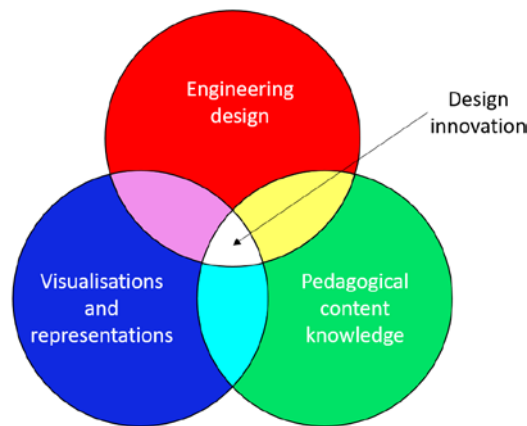 Engineering
design
Design
innovation
Visualisations
and
representations
Pedagogical
content
knowledge